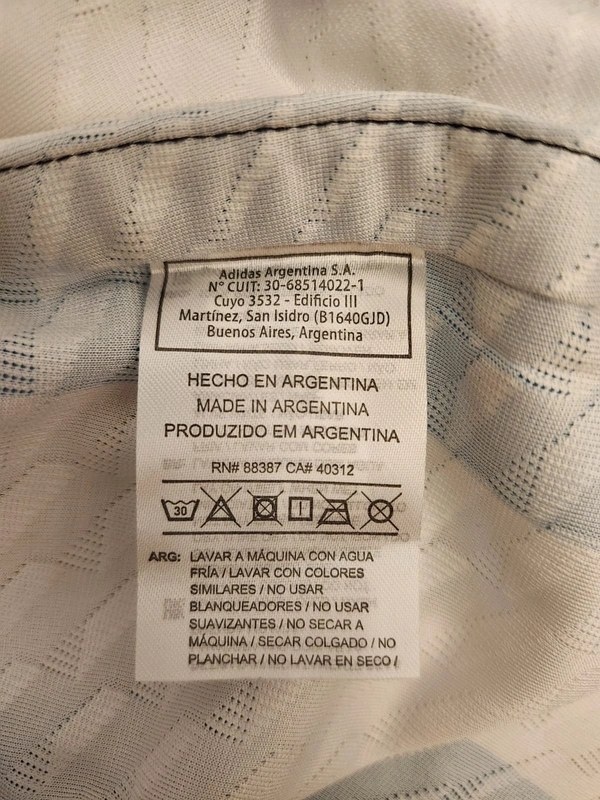 Adidas Argentina S.A.
N° CUIT: 30-68514022-1
Cuyo 3532 - Edificio III
Martínez, San Isidro (B1640GJD)
Buenos Aires, Argentina
HECHO EN ARGENTINA
MADE IN ARGENTINA
PRODUZIDO EM ARGENTINA
RN# 88387 CA# 40312
30
ARG: LAVAR A MÁQUINA CON AGUA
FRÍA / LAVAR CON COLORES
SIMILARES / NO USAR
BLANQUEADORES / NO USAR
SUAVIZANTES / NO SECAR A
MÁQUINA / SECAR COLGADO / NO
PLANCHAR / NO LAVAR EN SECO /